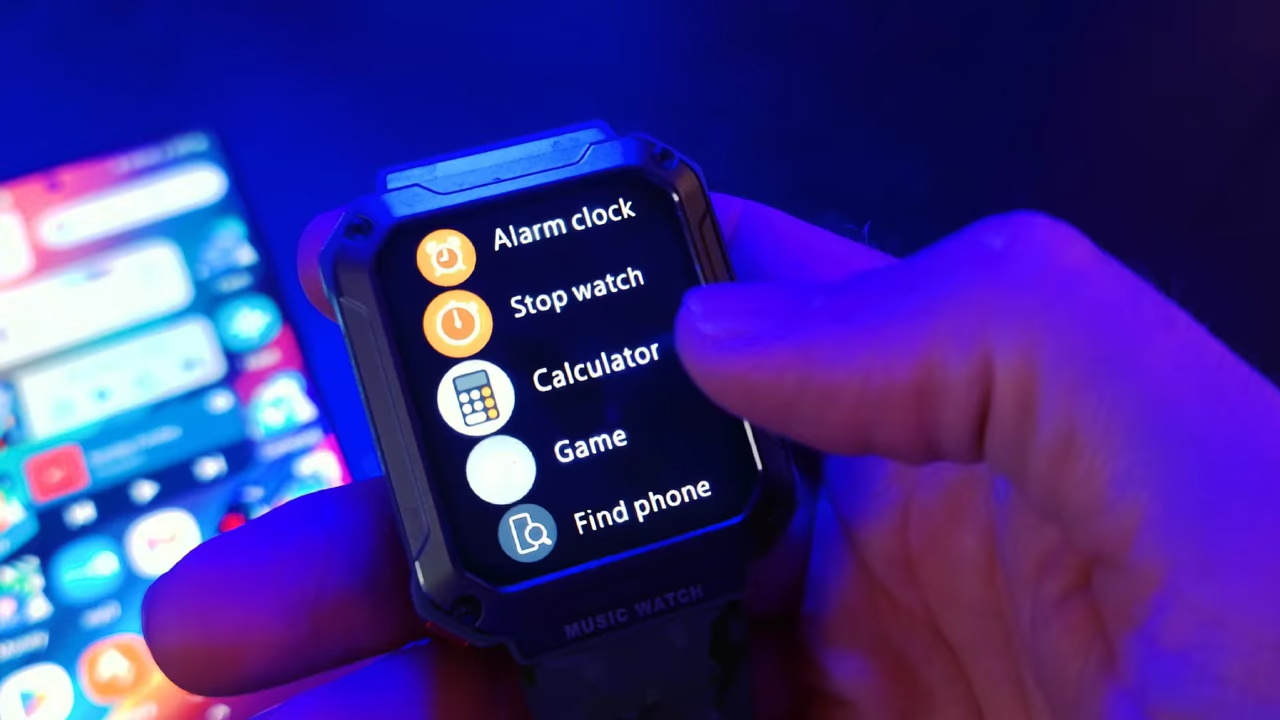 Alarm clock
Stop watch
Calculator
Game
Find phone
MUSIC WATCH